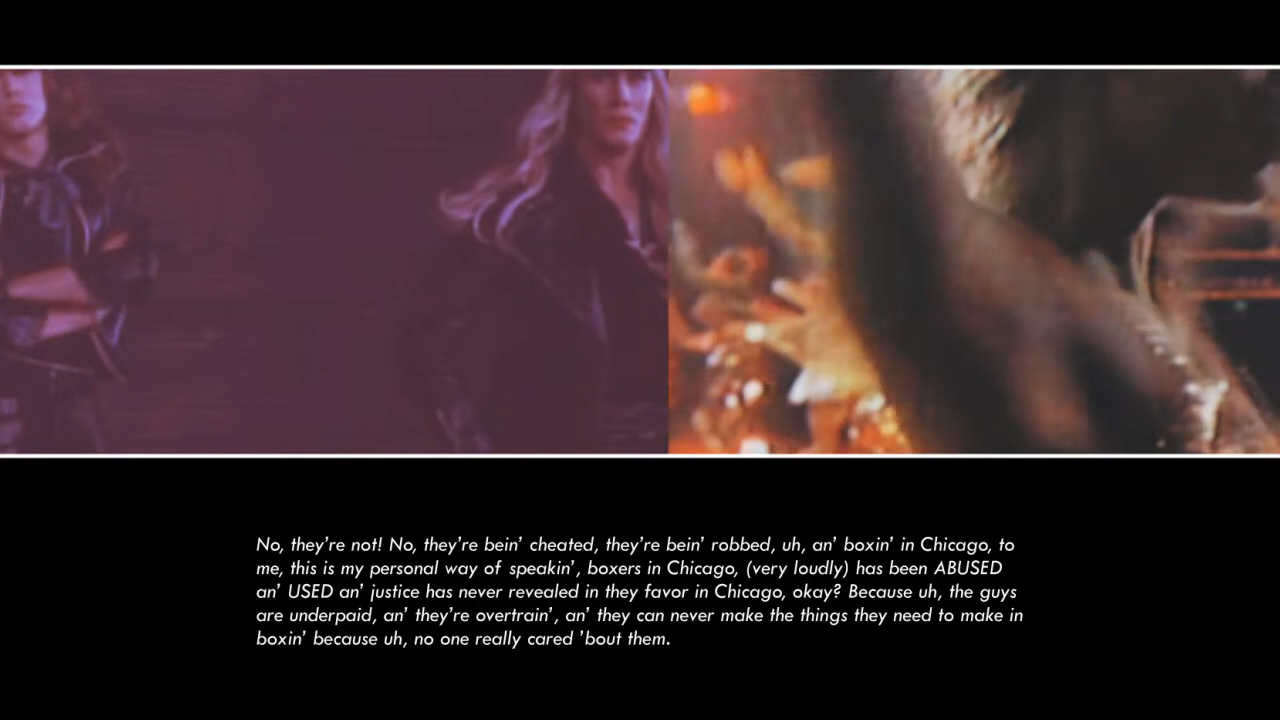 No, they're not! No, they're bein' cheated, they're bein' robbed, uh, an' boxin' in Chicago, to
me, this is my personal way of speakin', boxers in Chicago, (very loudly) has been ABUSED
an' USED an' justice has never revealed in they favor in Chicago, okay? Because uh, the guys
are underpaid, an' they're overtrain', an' they can never make the things they need to make in
boxin' because uh, no one really cared 'bout them.